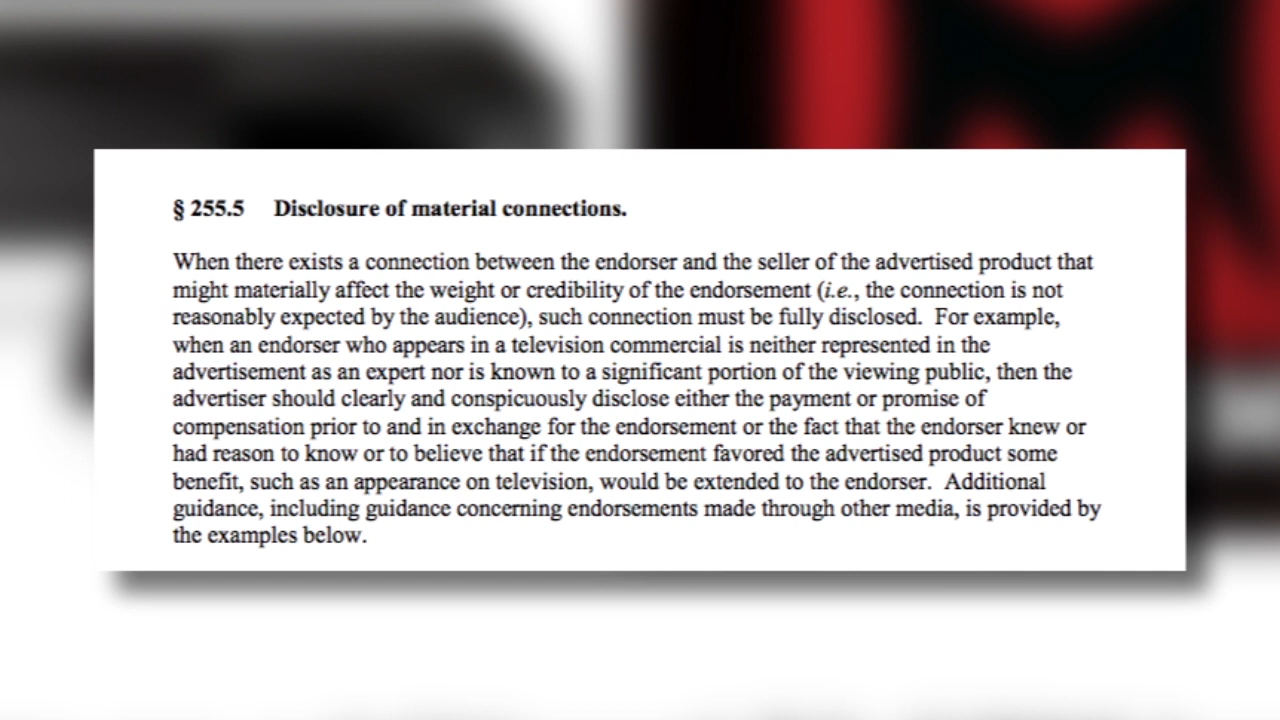 § 255.5 Disclosure of material connections.
When there exists a connection between the endorser and the seller of the advertised product that
might materially affect the weight or credibility of the endorsement (i.e., the connection is not
reasonably expected by the audience), such connection must be fully disclosed. For example,
when an endorser who appears in a television commercial is neither represented in the
advertisement as an expert nor is known to a significant portion of the viewing public, then the
advertiser should clearly and conspicuously disclose either the payment or promise of
compensation prior to and in exchange for the endorsement or the fact that the endorser knew or
had reason to know or to believe that if the endorsement favored the advertised product some
benefit, such as an appearance on television, would be extended to the endorser. Additional
guidance, including guidance concerning endorsements made through other media, is provided by
the examples below.